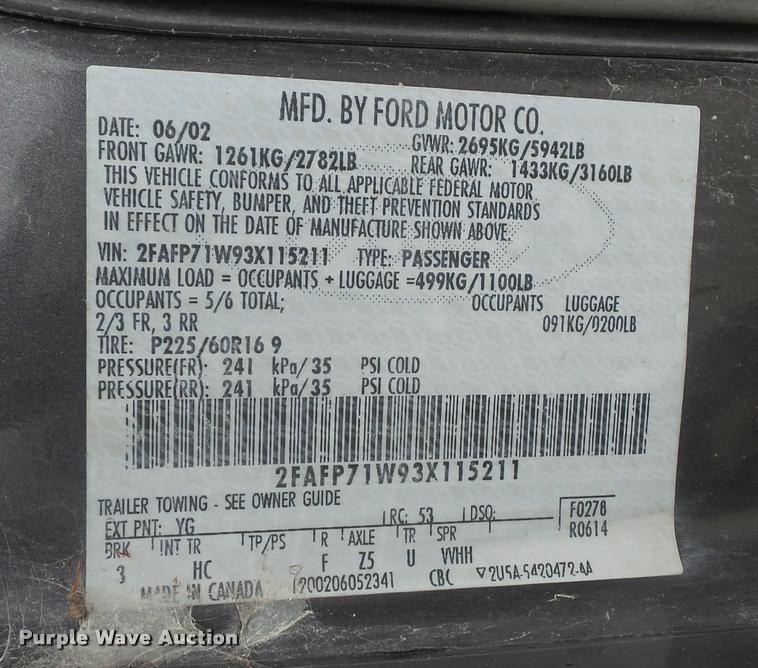 MFD. BY FORD MOTOR CO.
DATE: 06/02 GVWR: 2695KG/5942LB
FRONT GAWR: 1261KG/2782LB REAR GAWR: 1433KG/3160LB
THIS VEHICLE CONFORMS TO ALL APPLICABLE FEDERAL MOTOR
VEHICLE SAFETY, BUMPER, AND THEFT PREVENTION STANDARDS
IN EFFECT ON THE DATE OF MANUFACTURE SHOWN ABOVE.
VIN: 2FAFP71W93X115211 TYPE: PASSENGER
MAXIMUM LOAD = OCCUPANTS + LUGGAGE =499KG/1100LB
OCCUPANTS = 5/6 TOTAL; OCCUPANTS LUGGAGE
2/3 FR, 3 RR 091KG/0200LB
TIRE: P225/60R16 9
PRESSURE(FR): 241 kPa/35 PSI COLD
PRESSURE(RR): 241 kPa/35 PSI COLD
2FAFP71W93X115211
TRAILER TOWING - SEE OWNER GUIDE
EXT PNT: YG RC: 53 DSO: F0278
R0614
BRK INT TR TP/PS R AXLE TR SPR
3 HC F Z5 U VVHH
MADE IN CANADA 1200206052341 CBC ▽2U5A-5420472-AA
Purple Wave Auction